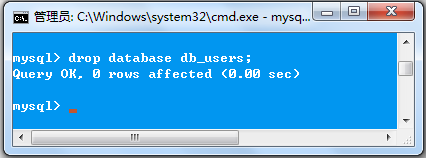 管理员: C:\Windows\system32\cmd.exe - mysq...
mysql> drop database db_users;
Query OK, 0 rows affected (0.00 sec)
mysql>